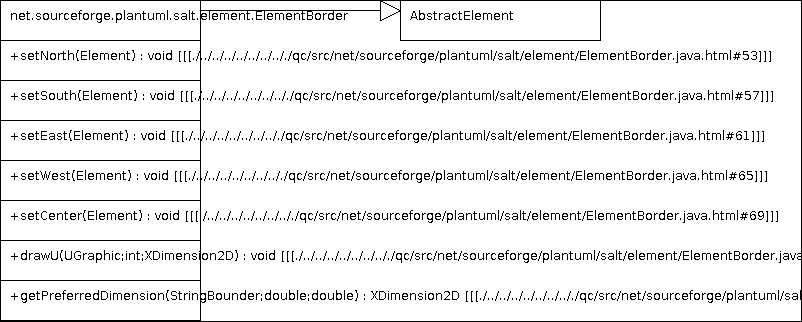 net.sourceforge.plantuml.salt.element.ElementBorder
AbstractElement
+setNorth(Element) : void [[[./../../../../../../../../qc/src/net/sourceforge/plantuml/salt/element/ElementBorder.java.html#53]]]
+setSouth(Element) : void [[[./../../../../../../../../qc/src/net/sourceforge/plantuml/salt/element/ElementBorder.java.html#57]]]
+setEast(Element) : void [[[./../../../../../../../../qc/src/net/sourceforge/plantuml/salt/element/ElementBorder.java.html#61]]]
+setWest(Element) : void [[[./../../../../../../../../qc/src/net/sourceforge/plantuml/salt/element/ElementBorder.java.html#65]]]
+setCenter(Element) : void [[[./../../../../../../../../qc/src/net/sourceforge/plantuml/salt/element/ElementBorder.java.html#69]]]
+drawU(UGraphic;int;XDimension2D) : void [[[./../../../../../../../../qc/src/net/sourceforge/plantuml/salt/element/ElementBorder.java
+getPreferredDimension(StringBounder;double;double) : XDimension2D [[[./../../../../../../../../qc/src/net/sourceforge/plantuml/sal